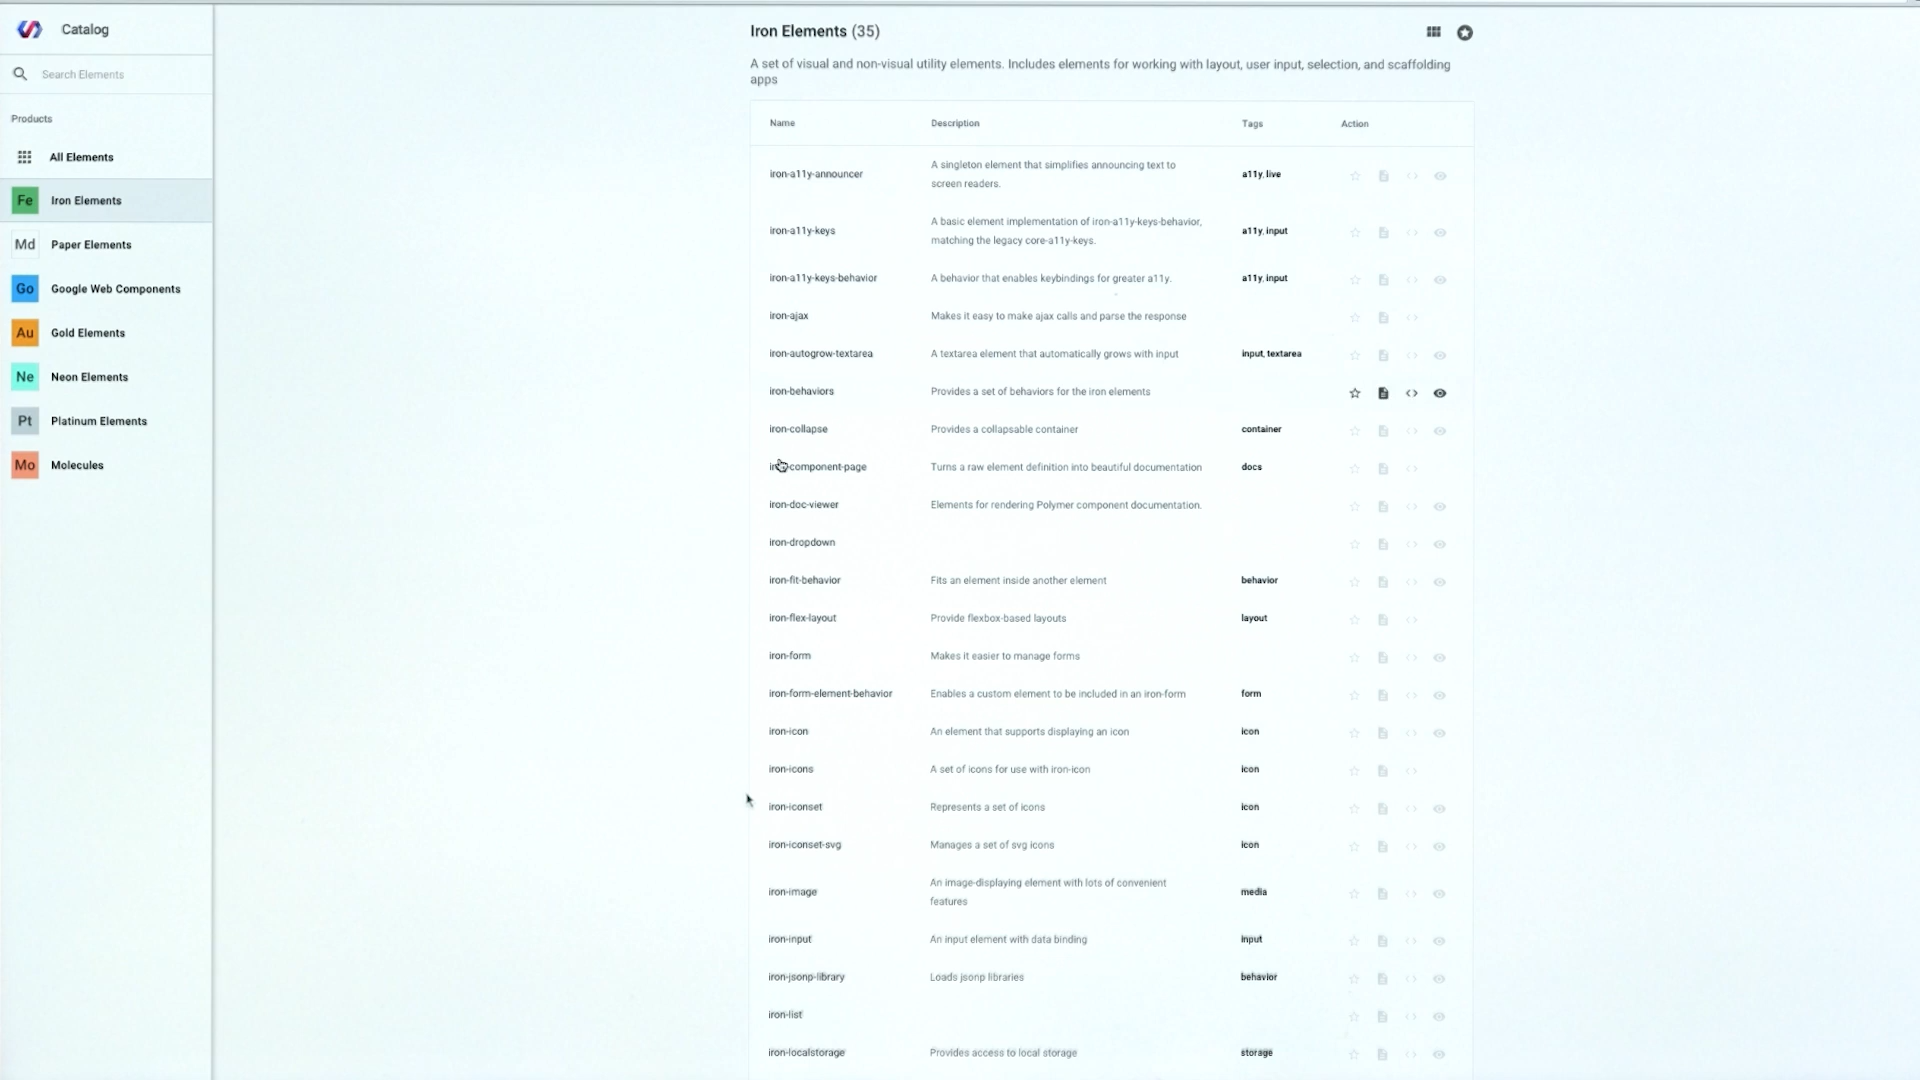 Catalog
Search Elements
Products
All Elements
Fe Iron Elements
Md Paper Elements
Go Google Web Components
Au Gold Elements
Ne Neon Elements
Pt Platinum Elements
Mo Molecules
Iron Elements (35)
A set of visual and non-visual utility elements. Includes elements for working with layout, user input, selection, and scaffolding
apps
Name Description Tags Action
iron-a11y-announcer A singleton element that simplifies announcing text to a11y, live
screen readers.
iron-a11y-keys A basic element implementation of iron-a11y-keys-behavior, a11y, input
matching the legacy core-a11y-keys.
iron-a11y-keys-behavior A behavior that enables keybindings for greater a11y. a11y, input
iron-ajax Makes it easy to make ajax calls and parse the response
iron-autogrow-textarea A textarea element that automatically grows with input input, textarea
iron-behaviors Provides a set of behaviors for the iron elements
iron-collapse Provides a collapsable container container
iron-component-page Turns a raw element definition into beautiful documentation docs
iron-doc-viewer Elements for rendering Polymer component documentation.
iron-dropdown
iron-fit-behavior Fits an element inside another element behavior
iron-flex-layout Provide flexbox-based layouts layout
iron-form Makes it easier to manage forms
iron-form-element-behavior Enables a custom element to be included in an iron-form form
iron-icon An element that supports displaying an icon icon
iron-icons A set of icons for use with iron-icon icon
iron-iconset Represents a set of icons icon
iron-iconset-svg Manages a set of svg icons icon
iron-image An image-displaying element with lots of convenient media
features
iron-input An input element with data binding input
iron-jsonp-library Loads jsonp libraries behavior
iron-list
iron-localstorage Provides access to local storage storage